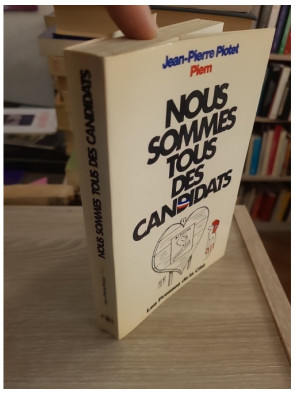 Jean-Pierre Piotet
Piem
NOUS
SOMMES
TOUS
DES
CANDIDATS
Les Presses de la Cité
NOUS SOMMES TOUS DES CANDIDATS